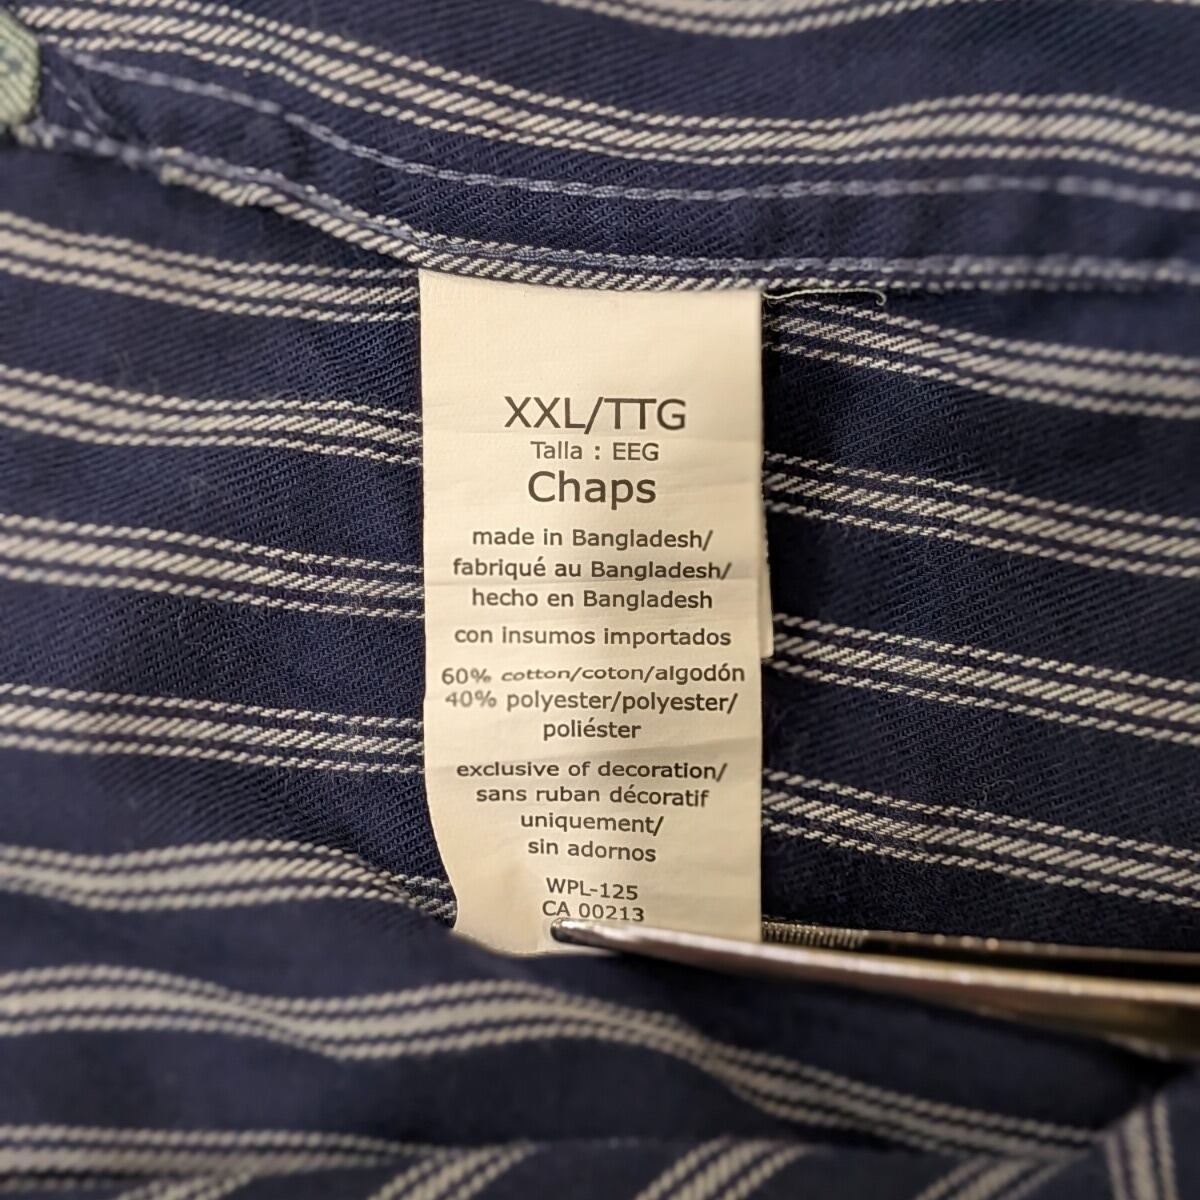 XXL/TTG
Talla : EEG
Chaps
made in Bangladesh/
fabriqué au Bangladesh/
hecho en Bangladesh
con insumos importados
60% cotton/coton/algodón
40% polyester/polyester/
poliéster
exclusive of decoration/
sans ruban décoratif
uniquement/
sin adornos
WPL-125
CA 00213